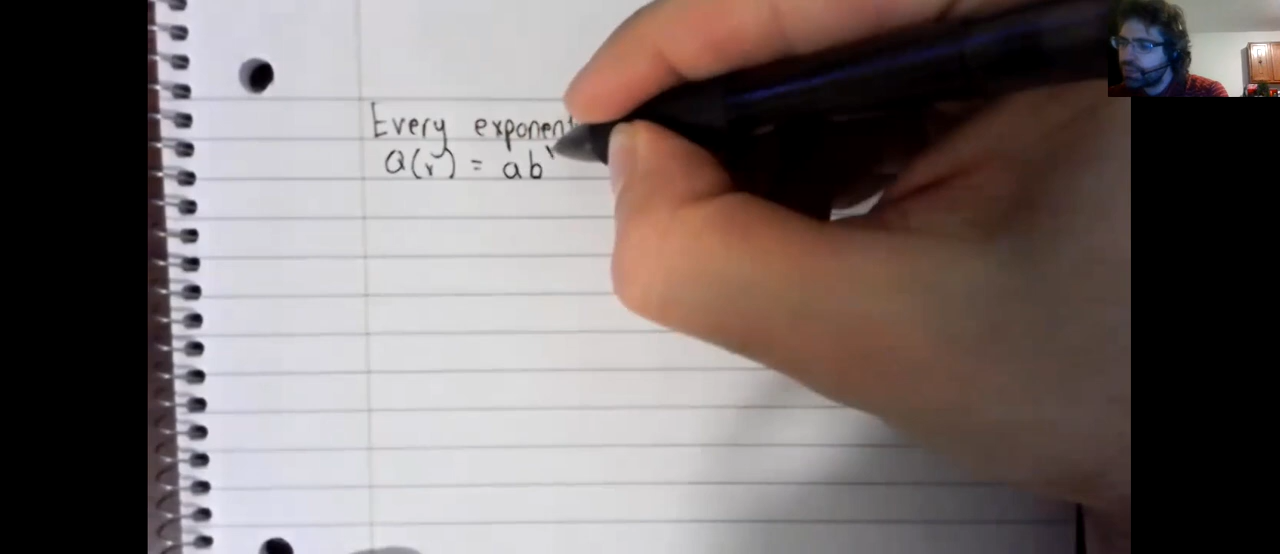 Every exponent
Q(r) = ab